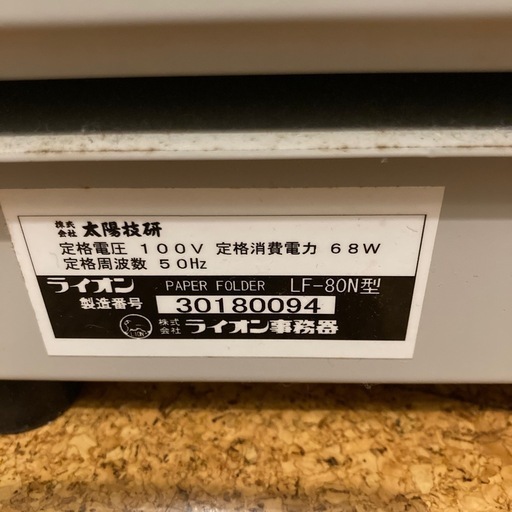 株式会社 太陽技研
定格電圧 100V 定格消費電力 68W
定格周波数 50Hz
ライオン PAPER FOLDER LF-80N型
製造番号 30180094
株式会社 ライオン事務器